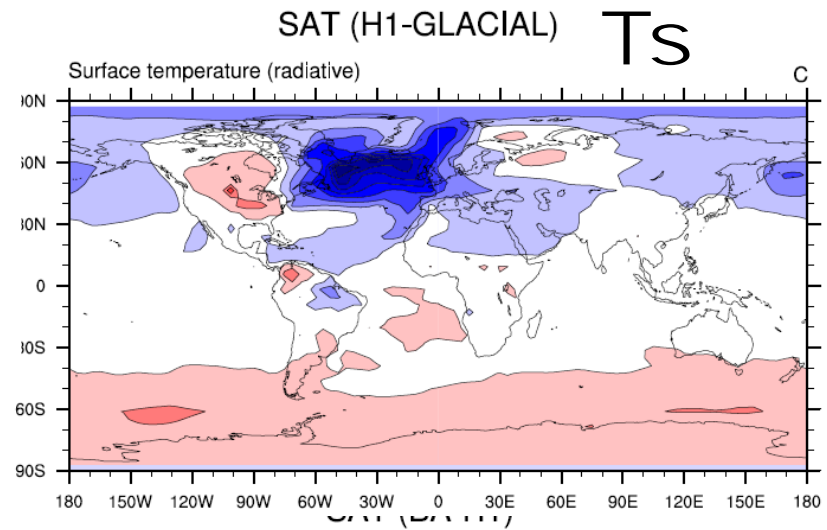 SAT (H1-GLACIAL) Ts
Surface temperature (radiative) C
60S
90S
180 150W 120W 90W 60W 30W 0 30E 60E 90E 120E 150E 180
0